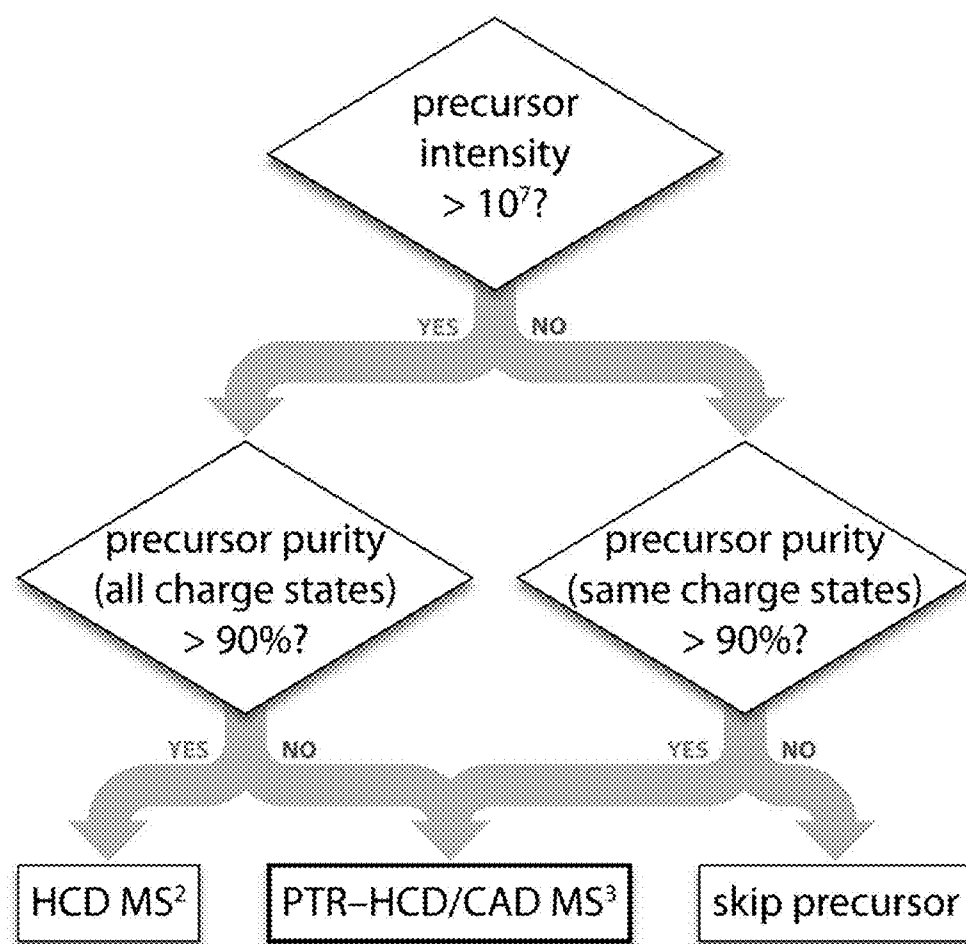 precursor
intensity
> 10⁷?
YES
NO
precursor purity
(all charge states)
> 90%?
precursor purity
(same charge states)
> 90%?
YES
NO
YES
NO
HCD MS²
PTR–HCD/CAD MS³
skip precursor